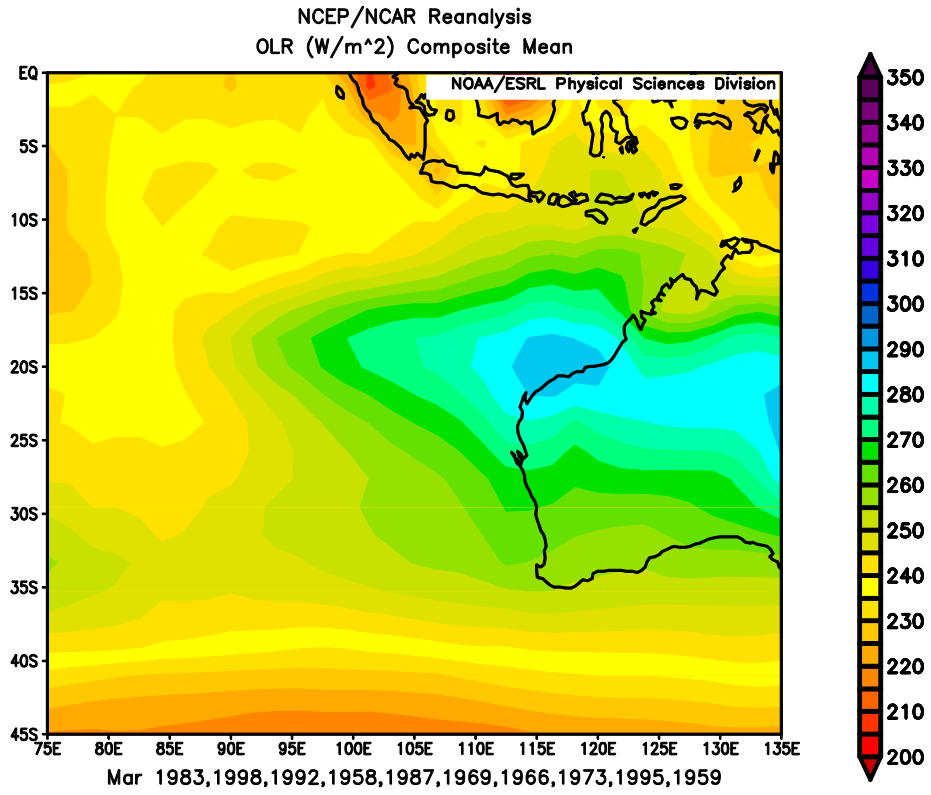 NCEP/NCAR Reanalysis
OLR (W/m^2) Composite Mean
NOAA/ESRL Physical Sciences Division
EQ
5S
10S
15S
20S
25S
30S
35S
40S
45S
75E 80E 85E 90E 95E 100E 105E 110E 115E 120E 125E 130E 135E
Mar 1983,1998,1992,1958,1987,1969,1966,1973,1995,1959
350
340
330
320
310
300
290
280
270
260
250
240
230
220
210
200